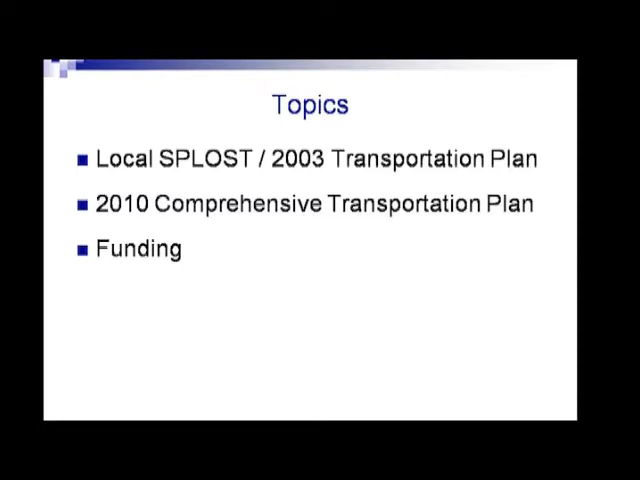 Topics
Local SPLOST / 2003 Transportation Plan
2010 Comprehensive Transportation Plan
Funding